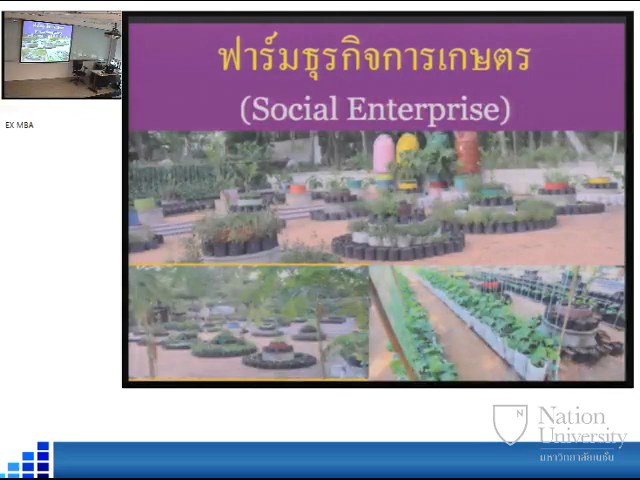 ฟาร์มธุรกิจการเกษตร
(Social Enterprise)
EX MBA
N
Nation
University
มหาวิทยาลัยเนชั่น